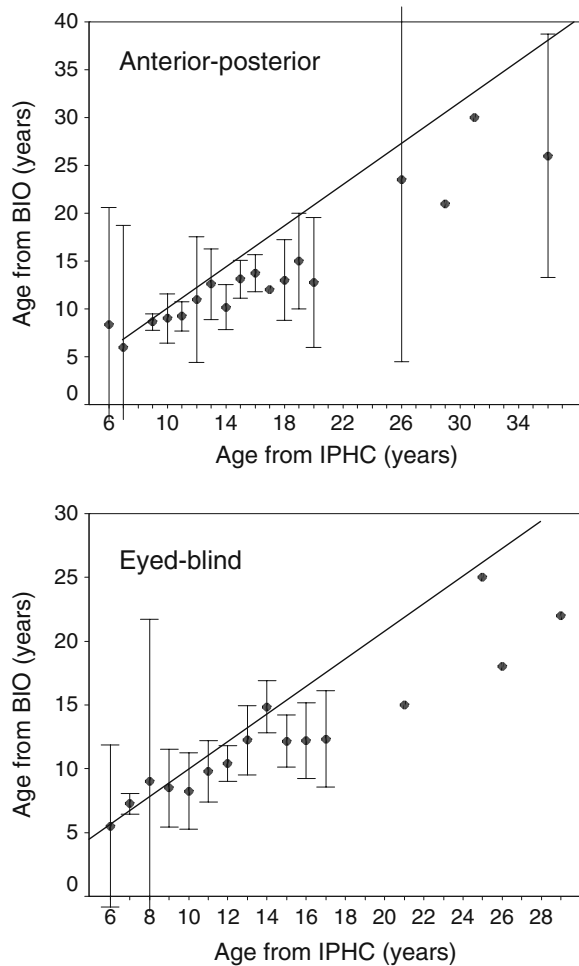 Anterior-posterior
Age from BIO (years)
40
35
30
25
20
15
10
5
0
6 10 14 18 22 26 30 34
Age from IPHC (years)
Eyed-blind
Age from BIO (years)
30
25
20
15
10
5
0
6 8 10 12 14 16 18 20 22 24 26 28
Age from IPHC (years)